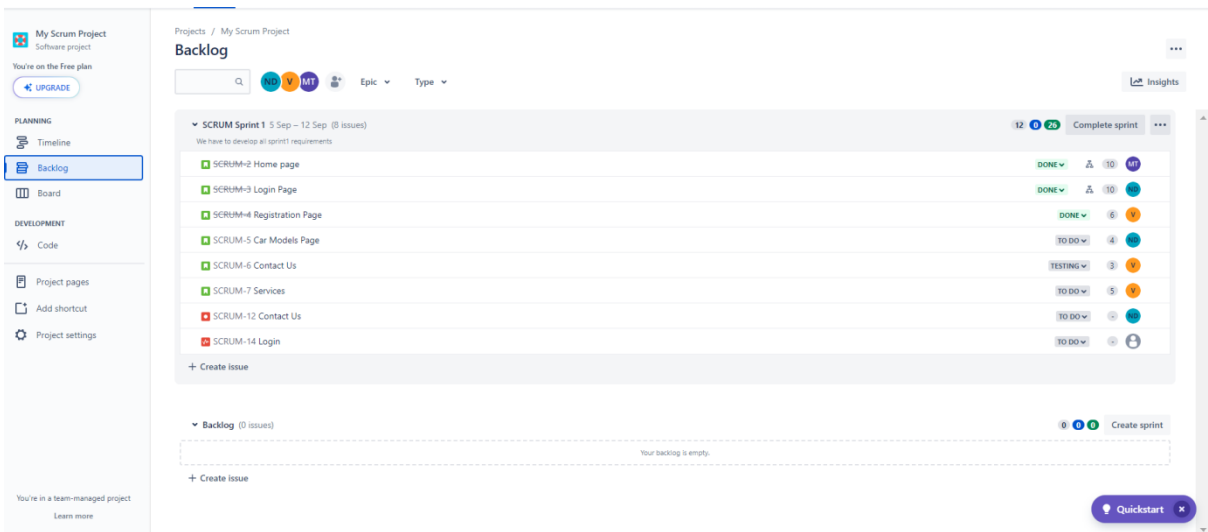 My Scrum Project
Software project
You're on the Free plan
UPGRADE
PLANNING
Timeline
Backlog
Board
DEVELOPMENT
Code
Project pages
Add shortcut
Project settings
You're in a team-managed project
Learn more
Projects / My Scrum Project
Backlog
ND V MT Epic Type
Insights
SCRUM Sprint 1 5 Sep – 12 Sep (8 issues) 12 0 26 Complete sprint
We have to develop all sprint1 requirements
SCRUM-2 Home page DONE 10 MT
SCRUM-3 Login Page DONE 10 ND
SCRUM-4 Registration Page DONE 6 V
SCRUM-5 Car Models Page TO DO 4 ND
SCRUM-6 Contact Us TESTING 3 V
SCRUM-7 Services TO DO 5 V
SCRUM-12 Contact Us TO DO - ND
SCRUM-14 Login TO DO -
+ Create issue
Backlog (0 issues) 0 0 0 Create sprint
Your backlog is empty.
+ Create issue
Quickstart